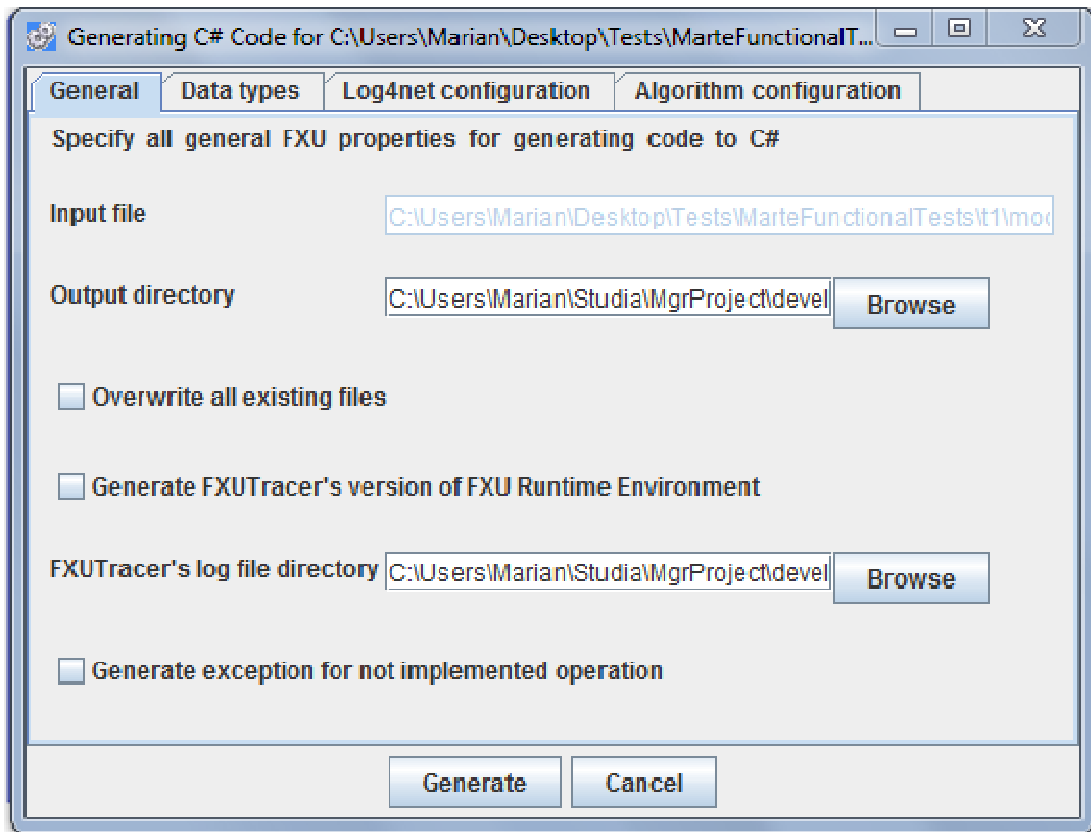 Generating C# Code for C:\Users\Marian\Desktop\Tests\MarteFunctionalT...
General Data types Log4net configuration Algorithm configuration
Specify all general FXU properties for generating code to C#
Input file C:\Users\Marian\Desktop\Tests\MarteFunctionalTests\t1\moc
Output directory C:\Users\Marian\Studia\MgrProject\devel Browse
Overwrite all existing files
Generate FXUTracer's version of FXU Runtime Environment
FXUTracer's log file directory C:\Users\Marian\Studia\MgrProject\devel Browse
Generate exception for not implemented operation
Generate Cancel